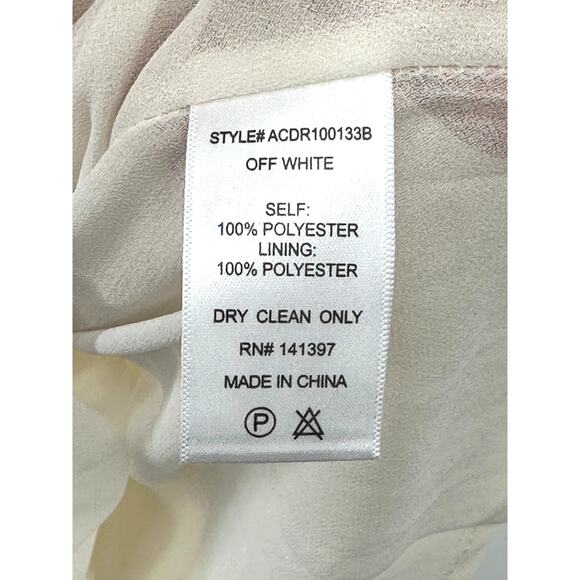 STYLE# ACDR100133B
OFF WHITE
SELF:
100% POLYESTER
LINING:
100% POLYESTER
DRY CLEAN ONLY
RN# 141397
MADE IN CHINA
P